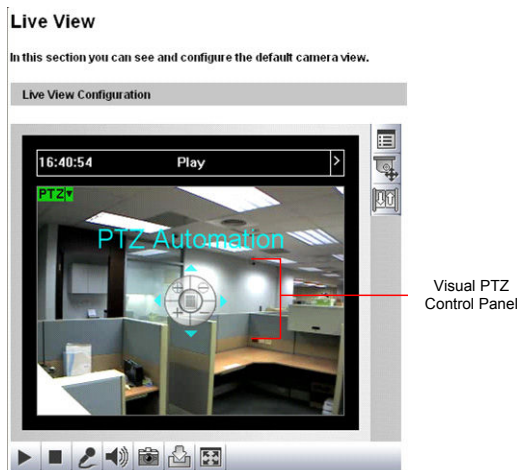 Live View
In this section you can see and configure the default camera view.
Live View Configuration
16:40:54 Play >
PTZ
PTZ Automation
Visual PTZ
Control Panel